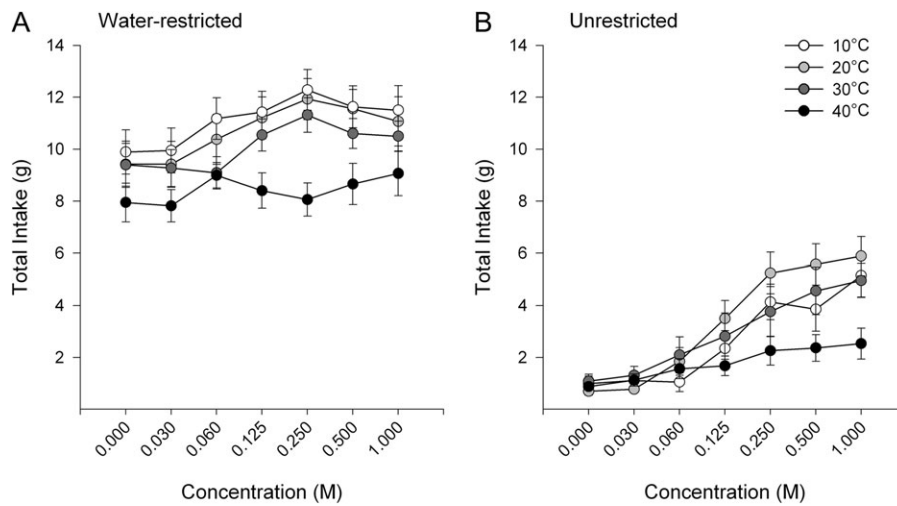 A Water-restricted
14
12
10
8
6
4
2
Total Intake (g)
0.000 0.030 0.060 0.125 0.250 0.500 1.000
Concentration (M)
B Unrestricted
14
12
10
8
6
4
2
Total Intake (g)
0.000 0.030 0.060 0.125 0.250 0.500 1.000
Concentration (M)
10°C
20°C
30°C
40°C